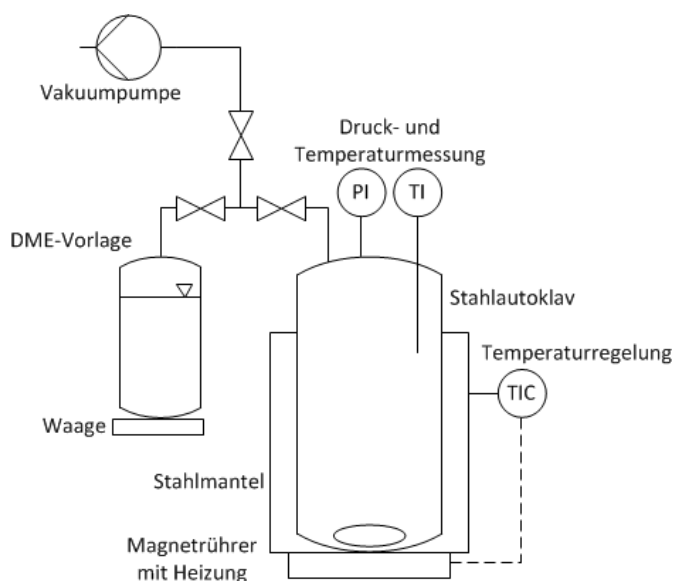 Vakuumpumpe
Druck- und
Temperaturmessung
PI
TI
DME-Vorlage
Stahlautoklav
Temperaturregelung
TIC
Waage
Stahlmantel
Magnetrührer
mit Heizung